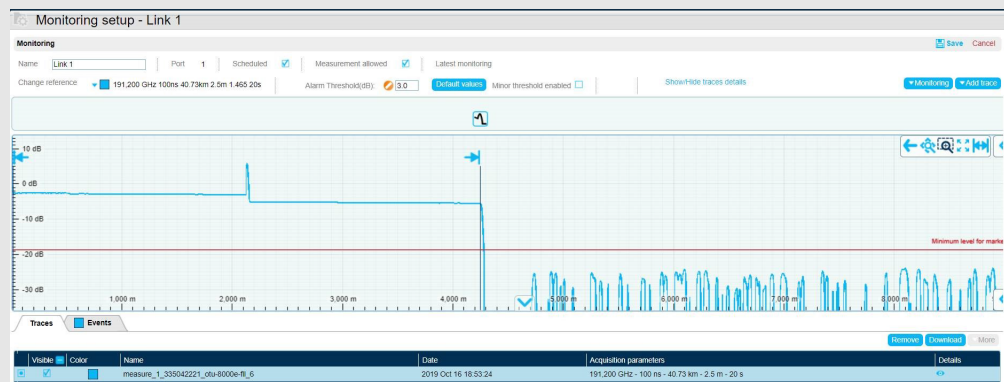 Monitoring setup - Link 1
Monitoring
Save Cancel
Name Link 1 Port 1 Scheduled Measurement allowed Latest monitoring
Change reference 191,200 GHz 100ns 40.73km 2.5m 1.465 20s Alarm Threshold(dB): 3.0 Default values Minor threshold enabled Show/Hide traces details Monitoring Add trace
10 dB
0 dB
-10 dB
Minimum level for marke
-20 dB
-30 dB
1,000 m 2,000 m 3,000 m 4,000 m 5,000 m 6,000 m 7,000 m 8,000 m
Traces Events
Remove Download More
Visible Color Name Date Acquisition parameters Details
measure_1_335042221_otu-8000e-fil_6 2019 Oct 16 18:53:24 191,200 GHz - 100 ns - 40.73 km - 2.5 m - 20 s